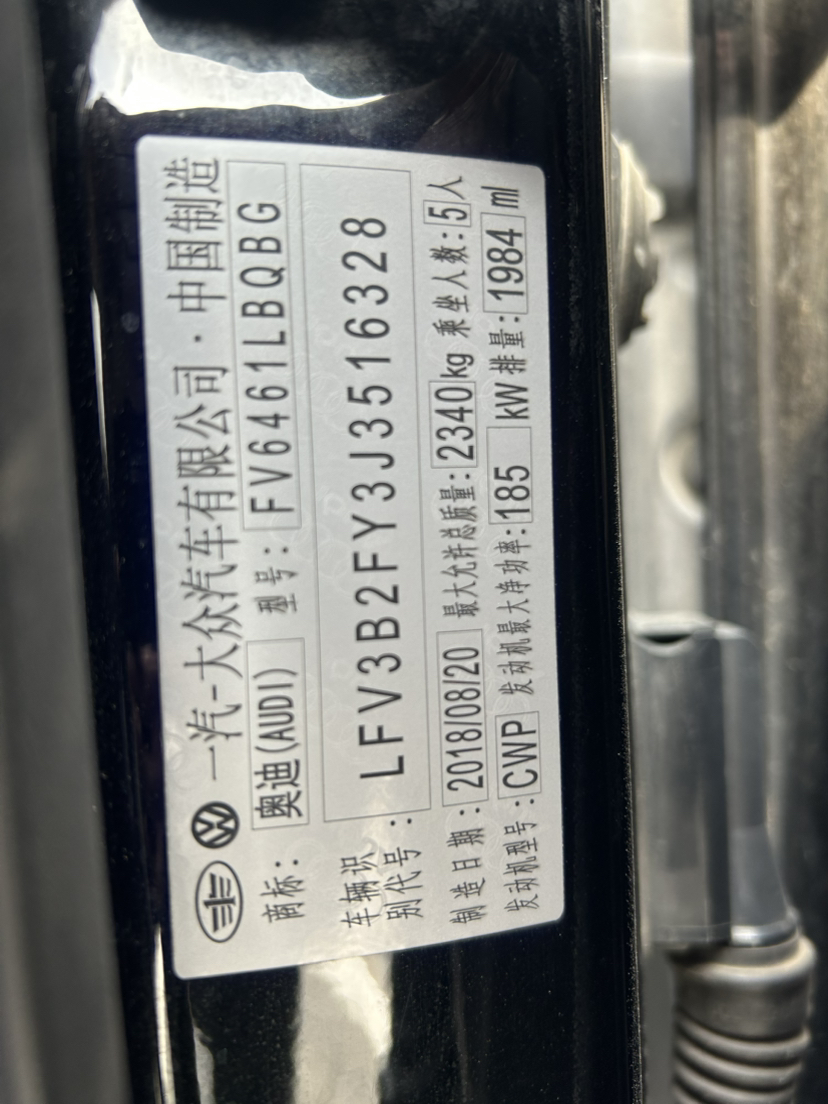 一汽-大众汽车有限公司·中国制造
商标：奥迪(AUDI) 型号：FV6461LBQBG
车辆识别代号：LFV3B2FY3J3516328
制造日期：2018/08/20 最大允许总质量：2340kg 乘坐人数：5人
发动机型号：CWP 发动机最大净功率：185 kW 排量：1984 ml